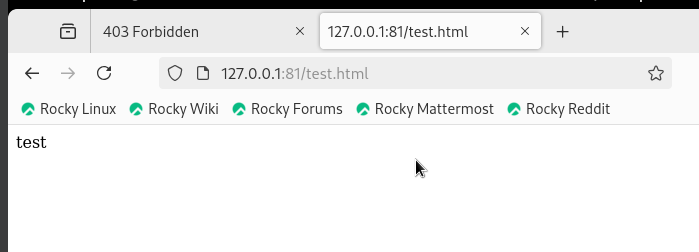 403 Forbidden
127.0.0.1:81/test.html
127.0.0.1:81/test.html
Rocky Linux Rocky Wiki Rocky Forums Rocky Mattermost Rocky Reddit
test